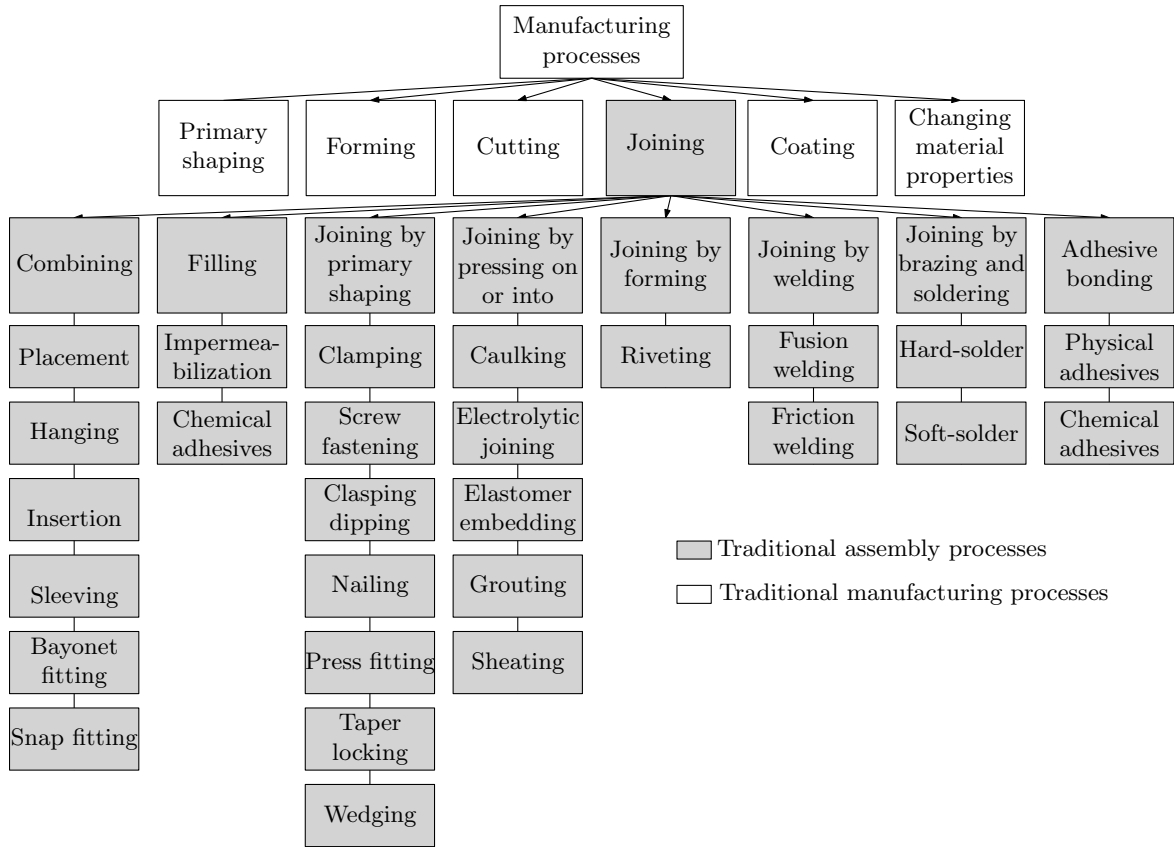 Manufacturing
processes
Primary
shaping
Forming
Cutting
Joining
Coating
Changing
material
properties
Combining
Filling
Joining by
primary
shaping
Joining by
pressing on
or into
Joining by
forming
Joining by
welding
Joining by
brazing and
soldering
Adhesive
bonding
Placement
Impermea-
bilization
Clamping
Caulking
Riveting
Fusion
welding
Hard-solder
Physical
adhesives
Hanging
Chemical
adhesives
Screw
fastening
Electrolytic
joining
Friction
welding
Soft-solder
Chemical
adhesives
Insertion
Clasping
dipping
Elastomer
embedding
Sleeving
Nailing
Grouting
Bayonet
fitting
Press fitting
Sheating
Snap fitting
Taper
locking
Wedging
Traditional assembly processes
Traditional manufacturing processes